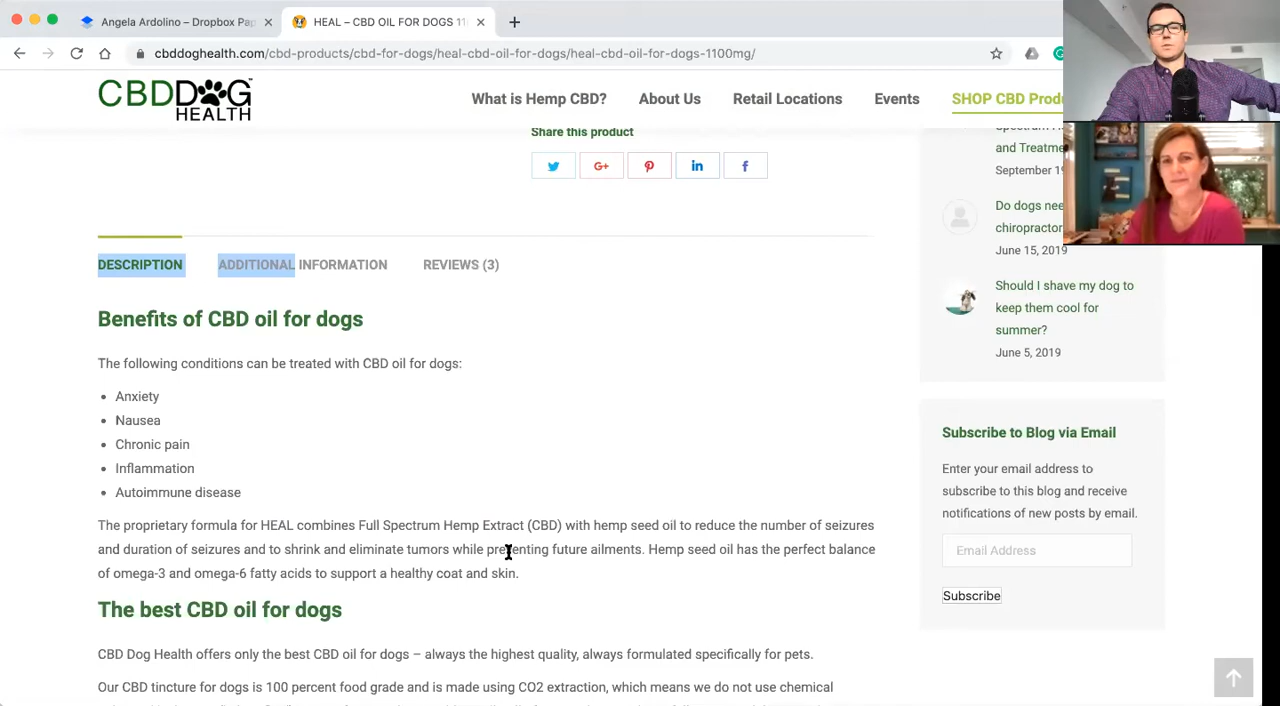 Angela Ardolino – Dropbox Pap
HEAL – CBD OIL FOR DOGS 11
cbddoghealth.com/cbd-products/cbd-for-dogs/heal-cbd-oil-for-dogs/heal-cbd-oil-for-dogs-1100mg/
CBD DOG
HEALTH
What is Hemp CBD?
About Us
Retail Locations
Events
SHOP CBD Produ
Share this product
G+
in
f
and Treatme
September 1
Do dogs nee
chiropractor
June 15, 2019
Should I shave my dog to
keep them cool for
summer?
June 5, 2019
DESCRIPTION
ADDITIONAL INFORMATION
REVIEWS (3)
Benefits of CBD oil for dogs
The following conditions can be treated with CBD oil for dogs:
• Anxiety
• Nausea
• Chronic pain
• Inflammation
• Autoimmune disease
The proprietary formula for HEAL combines Full Spectrum Hemp Extract (CBD) with hemp seed oil to reduce the number of seizures
and duration of seizures and to shrink and eliminate tumors while preventing future ailments. Hemp seed oil has the perfect balance
of omega-3 and omega-6 fatty acids to support a healthy coat and skin.
The best CBD oil for dogs
CBD Dog Health offers only the best CBD oil for dogs – always the highest quality, always formulated specifically for pets.
Our CBD tincture for dogs is 100 percent food grade and is made using CO2 extraction, which means we do not use chemical
Subscribe to Blog via Email
Enter your email address to
subscribe to this blog and receive
notifications of new posts by email.
Email Address
Subscribe